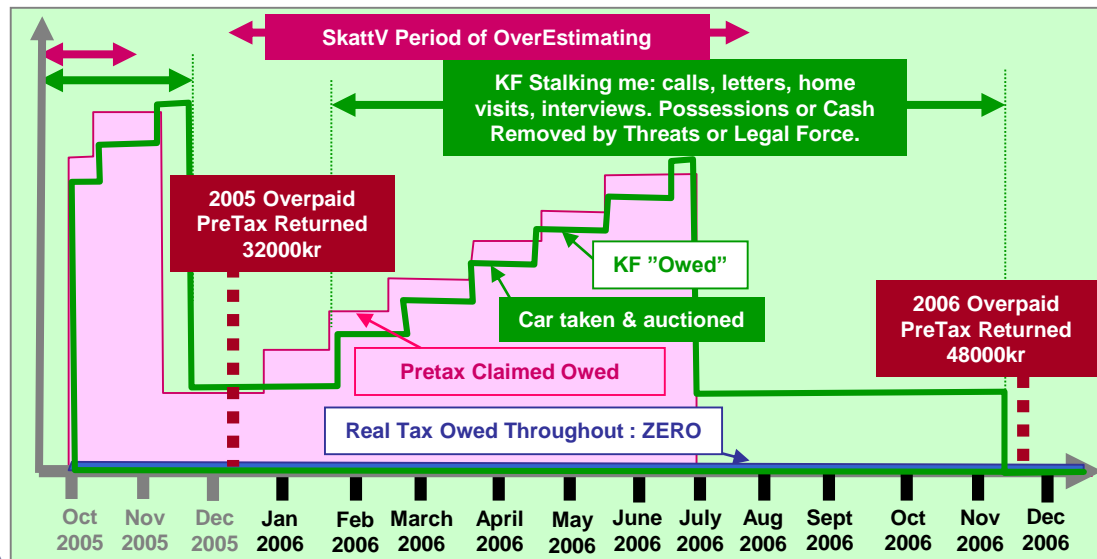 SkattV Period of OverEstimating
KF Stalking me: calls, letters, home
visits, interviews. Possessions or Cash
Removed by Threats or Legal Force.
2005 Overpaid
PreTax Returned
32000kr
KF ”Owed”
Car taken & auctioned
2006 Overpaid
PreTax Returned
48000kr
Pretax Claimed Owed
Real Tax Owed Throughout : ZERO
Oct Nov Dec Jan Feb March April May June July Aug Sept Oct Nov Dec
2005 2005 2005 2006 2006 2006 2006 2006 2006 2006 2006 2006 2006 2006 2006